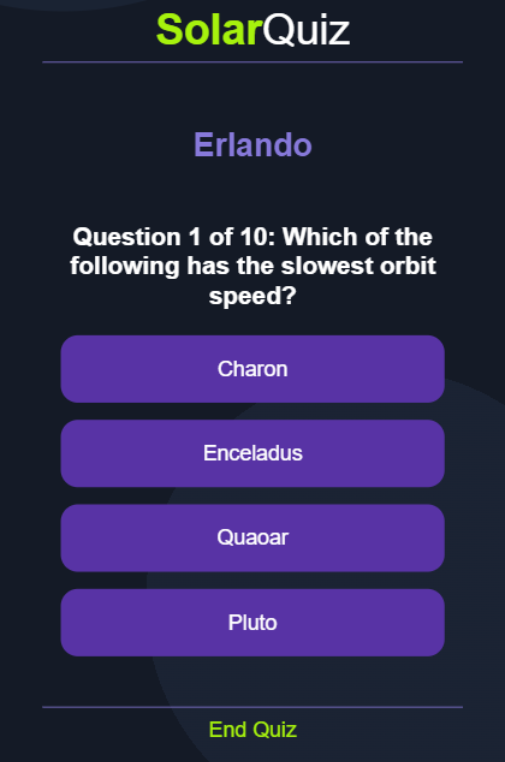 SolarQuiz
Erlando
Question 1 of 10: Which of the
following has the slowest orbit
speed?
Charon
Enceladus
Quaoar
Pluto
End Quiz